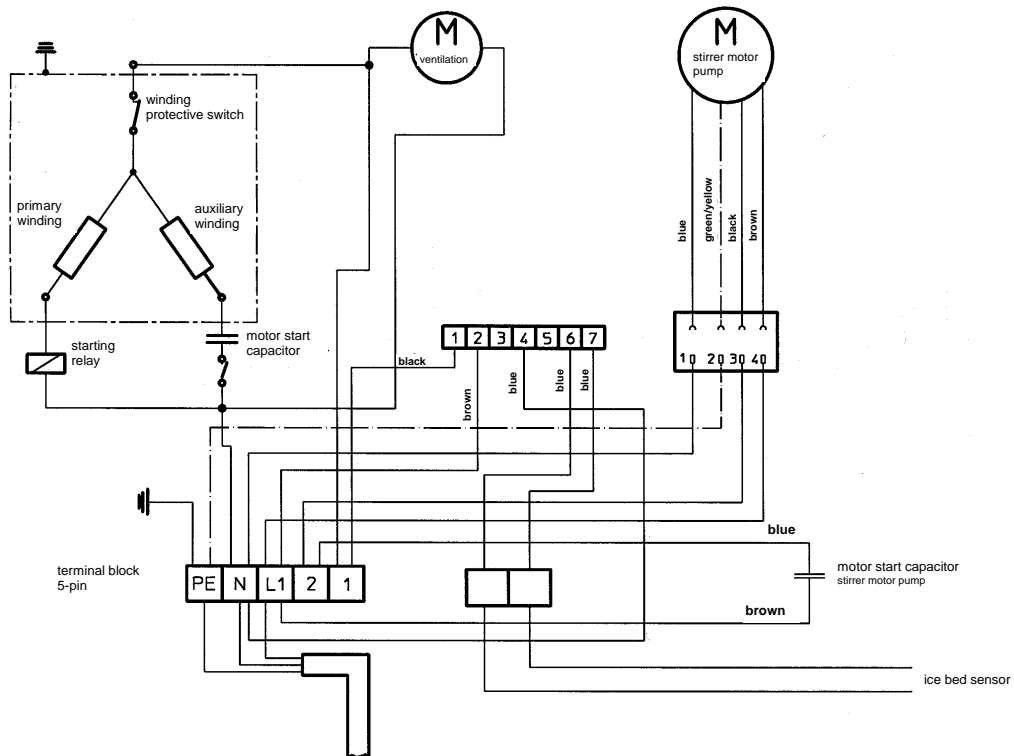 M
ventilation
M
stirrer motor
pump
winding
protective switch
primary
winding
auxiliary
winding
blue
green/yellow
black
brown
starting
relay
motor start
capacitor
1 2 3 4 5 6 7
1 2 3 4
black
brown
blue
blue
blue
blue
terminal block
5-pin
PE N L1 2 1
motor start capacitor
stirrer motor pump
brown
ice bed sensor